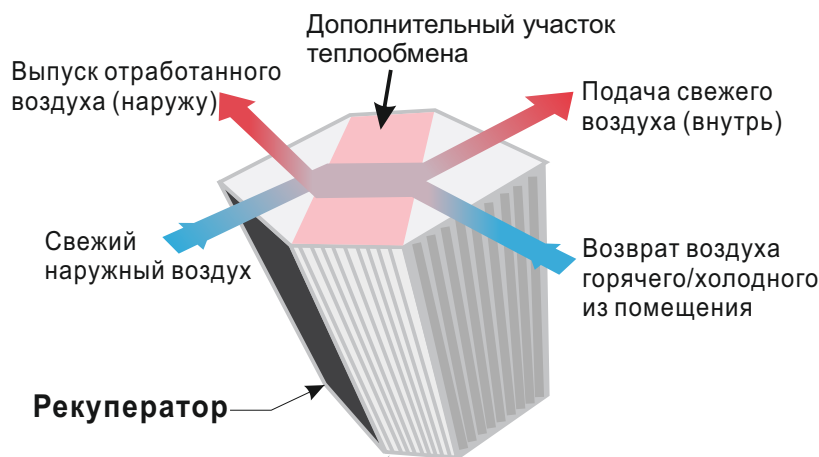 Дополнительный участок
теплообмена
Выпуск отработанного
воздуха (наружу)
Подача свежего
воздуха (внутрь)
Свежий
наружный воздух
Возврат воздуха
горячего/холодного
из помещения
Рекуператор